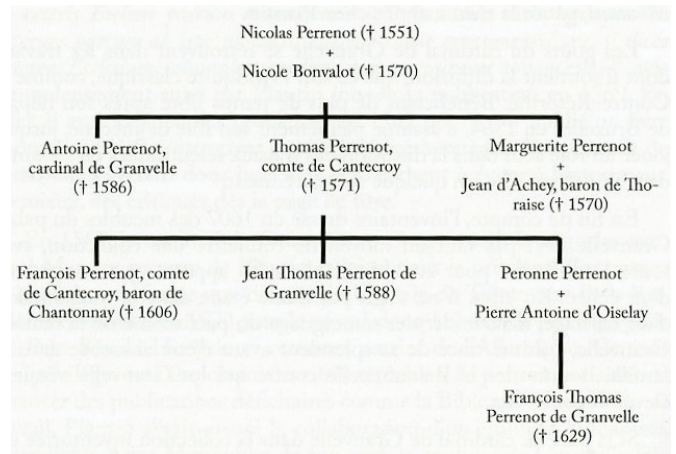 Nicolas Perrenot († 1551)
+
Nicole Bonvalot († 1570)
Antoine Perrenot,
cardinal de Granvelle
(† 1586)
Thomas Perrenot,
comte de Cantecroy
(† 1571)
Marguerite Perrenot
Jean d'Achey, baron de Tho-
raise († 1570)
François Perrenot, comte
de Cantecroy, baron de
Chantonnay († 1606)
Jean Thomas Perrenot de
Granvelle († 1588)
Peronne Perrenot
Pierre Antoine d'Oiselay
François Thomas
Perrenot de Granvelle
(† 1629)